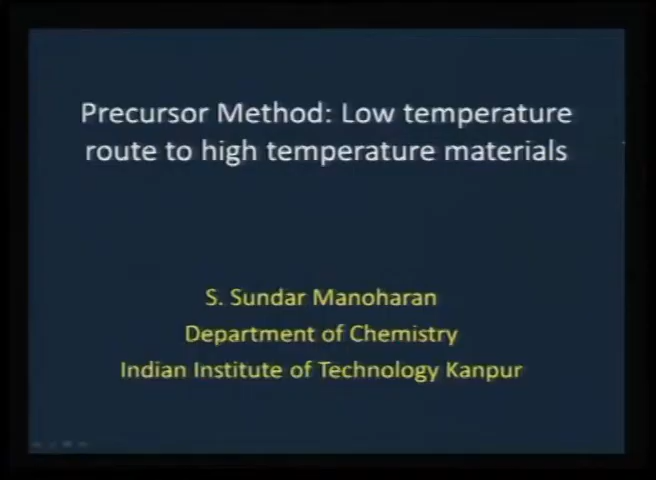 Precursor Method: Low temperature
route to high temperature materials
S. Sundar Manoharan
Department of Chemistry
Indian Institute of Technology Kanpur